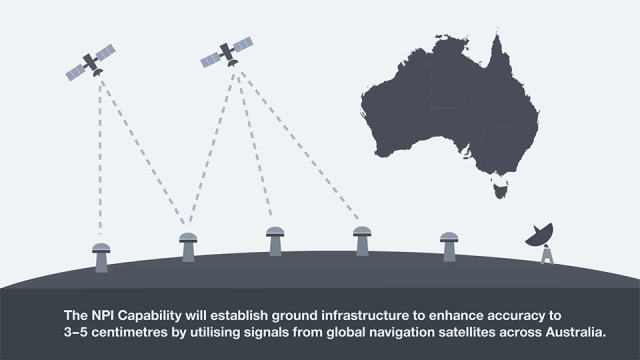 The NPI Capability will establish ground infrastructure to enhance accuracy to
3–5 centimetres by utilising signals from global navigation satellites across Australia.